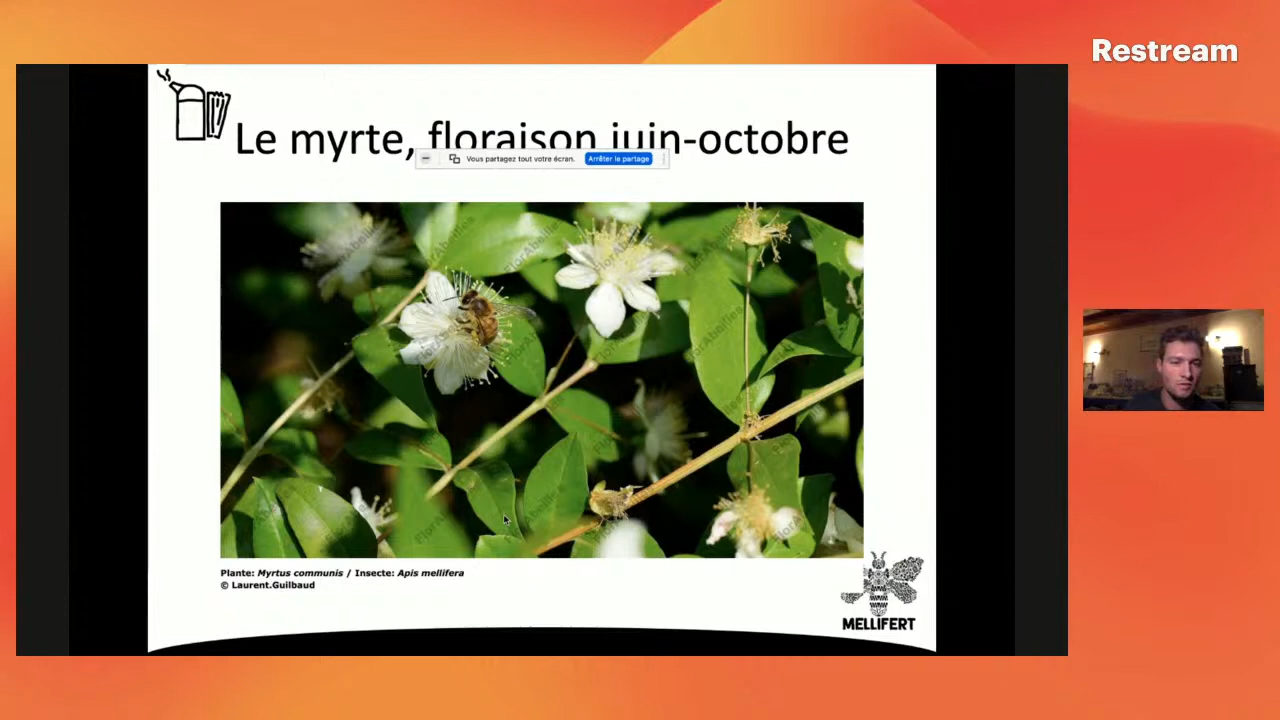 Restream
Le myrte, floraison juin-octobre
Vous partagez tout votre écran. Arrêter le partage
FlorAbeilles
Plante: Myrtus communis / Insecte: Apis mellifera
© Laurent.Guilbaud
MELLIFERT